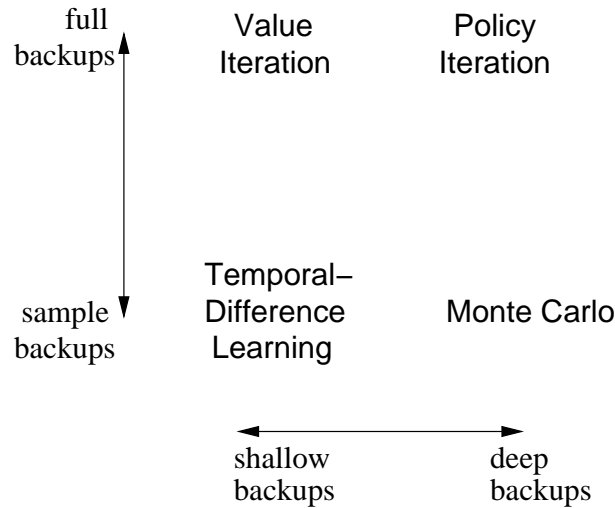 full
backups
Value
Iteration
Policy
Iteration
sample
backups
Temporal–
Difference
Learning
Monte Carlo
shallow
backups
deep
backups